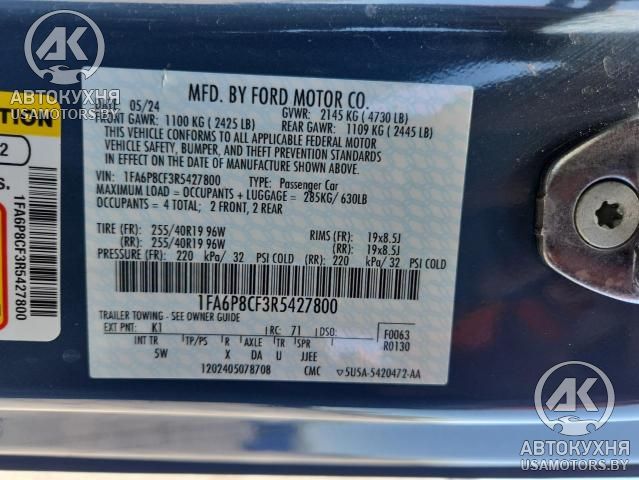 АК
АВТОКУХНЯ
USAMOTORS.BY
TION
2
S.
1FA6P8CF3R5427800
MFD. BY FORD MOTOR CO.
DATE: 05/24 GVWR: 2145 KG ( 4730 LB)
FRONT GAWR: 1100 KG ( 2425 LB) REAR GAWR: 1109 KG ( 2445 LB)
THIS VEHICLE CONFORMS TO ALL APPLICABLE FEDERAL MOTOR
VEHICLE SAFETY, BUMPER, AND THEFT PREVENTION STANDARDS
IN EFFECT ON THE DATE OF MANUFACTURE SHOWN ABOVE.
VIN: 1FA6P8CF3R5427800 TYPE: Passenger Car
MAXIMUM LOAD = OCCUPANTS + LUGGAGE = 285KG/ 630LB
OCCUPANTS = 4 TOTAL; 2 FRONT, 2 REAR
TIRE (FR) 255/40R19 96W RIMS (FR) 19x8.5J
(RR) 255/40R19 96W (RR) 19x8.5J
PRESSURE (FR) 220 kPa/ 32 PSI COLD (RR) 220 kPa/ 32 PSI COLD
1FA6P8CF3R5427800
TRAILER TOWING - SEE OWNER GUIDE
EXT PNT: K1 RC: 71 DSO: F0063
INT TR TP/PS R AXLE TR SPR R0130
5W X DA U JJEE
1202405078708 CMC ▽5U5A-5420472-AA
АК
АВТОКУХНЯ
USAMOTORS.BY